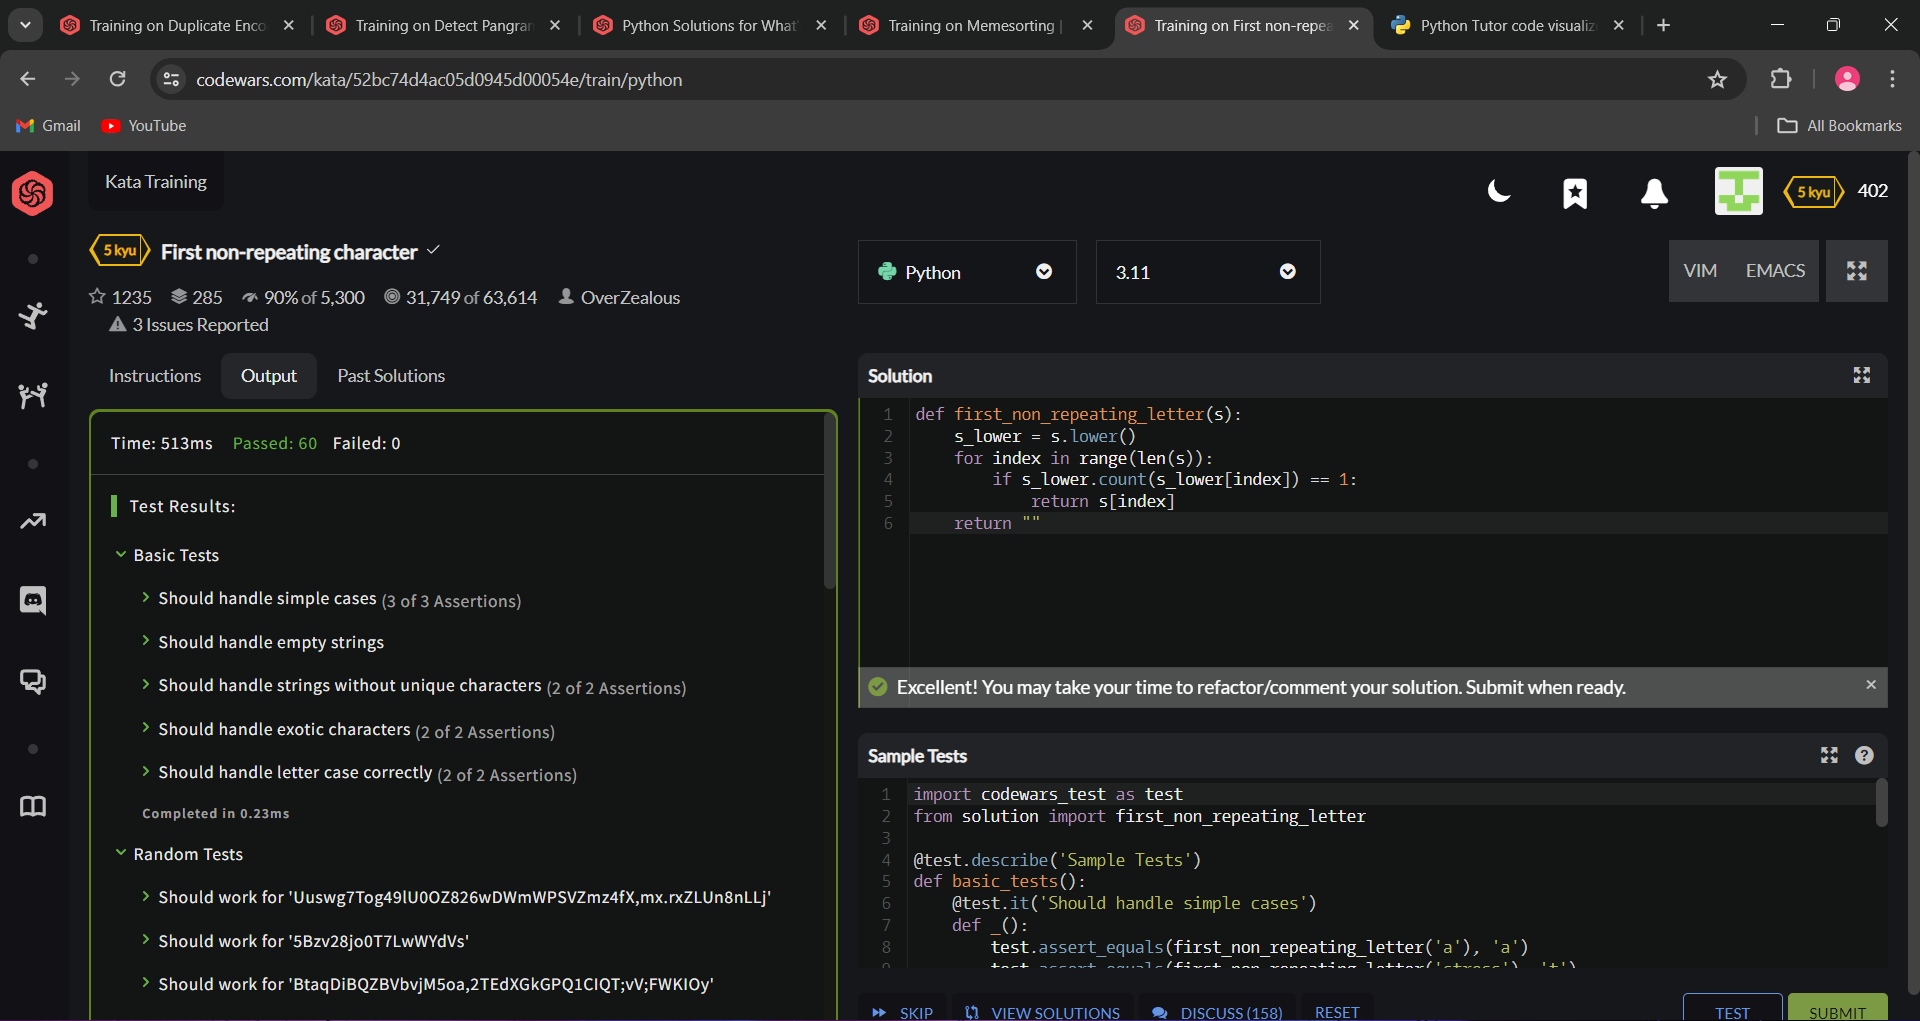 Training on Duplicate Enco
Training on Detect Pangran
Python Solutions for What'
Training on Memesorting |
Training on First non-repea
Python Tutor code visualiz
codewars.com/kata/52bc74d4ac05d0945d00054e/train/python
Gmail
YouTube
All Bookmarks
Kata Training
5 kyu
402
5 kyu
First non-repeating character
1235
285
90% of 5,300
31,749 of 63,614
OverZealous
3 Issues Reported
Python
3.11
VIM
EMACS
Instructions
Output
Past Solutions
Time: 513ms Passed: 60 Failed: 0
Test Results:
Basic Tests
Should handle simple cases (3 of 3 Assertions)
Should handle empty strings
Should handle strings without unique characters (2 of 2 Assertions)
Should handle exotic characters (2 of 2 Assertions)
Should handle letter case correctly (2 of 2 Assertions)
Completed in 0.23ms
Random Tests
Should work for 'Uuswg7Tog49lU0OZ826wDWmWPSVZmz4fX,mx.rxZLUn8nLLj'
Should work for '5Bzv28jo0T7LwWYdVs'
Should work for 'BtaqDiBQZBVbvjM5oa,2TEdXGkGPQ1CIQT;vV;FWKIOy'
Solution
1 def first_non_repeating_letter(s):
2 s_lower = s.lower()
3 for index in range(len(s)):
4 if s_lower.count(s_lower[index]) == 1:
5 return s[index]
6 return ""
Excellent! You may take your time to refactor/comment your solution. Submit when ready.
Sample Tests
1 import codewars_test as test
2 from solution import first_non_repeating_letter
3
4 @test.describe('Sample Tests')
5 def basic_tests():
6 @test.it('Should handle simple cases')
7 def _():
8 test.assert_equals(first_non_repeating_letter('a'), 'a')
9 test.assert_equals(first_non_repeating_letter('stress'), 't')
SKIP
VIEW SOLUTIONS
DISCUSS (158)
RESET
TEST
SUBMIT